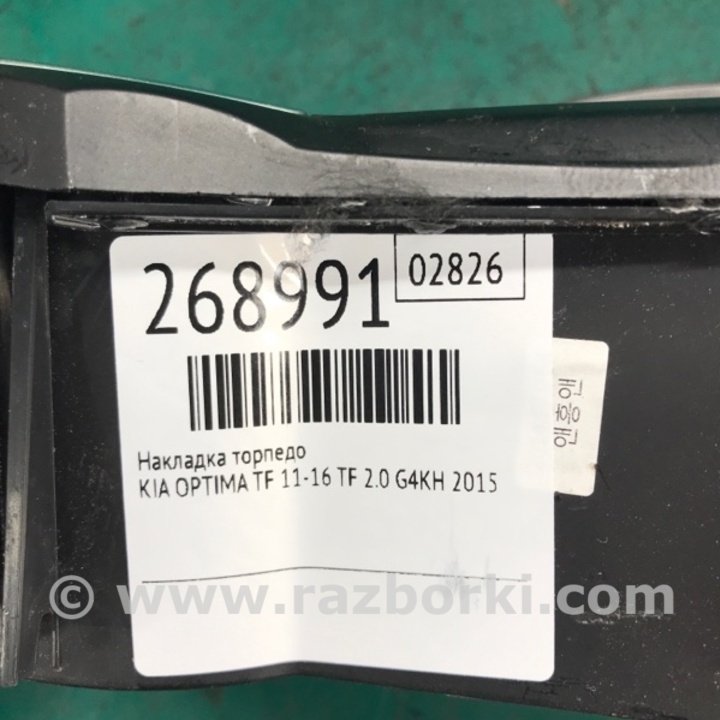 268991
02826
Накладка торпедо
KIA OPTIMA TF 11-16 TF 2.0 G4KH 2015
© www.razborki.com